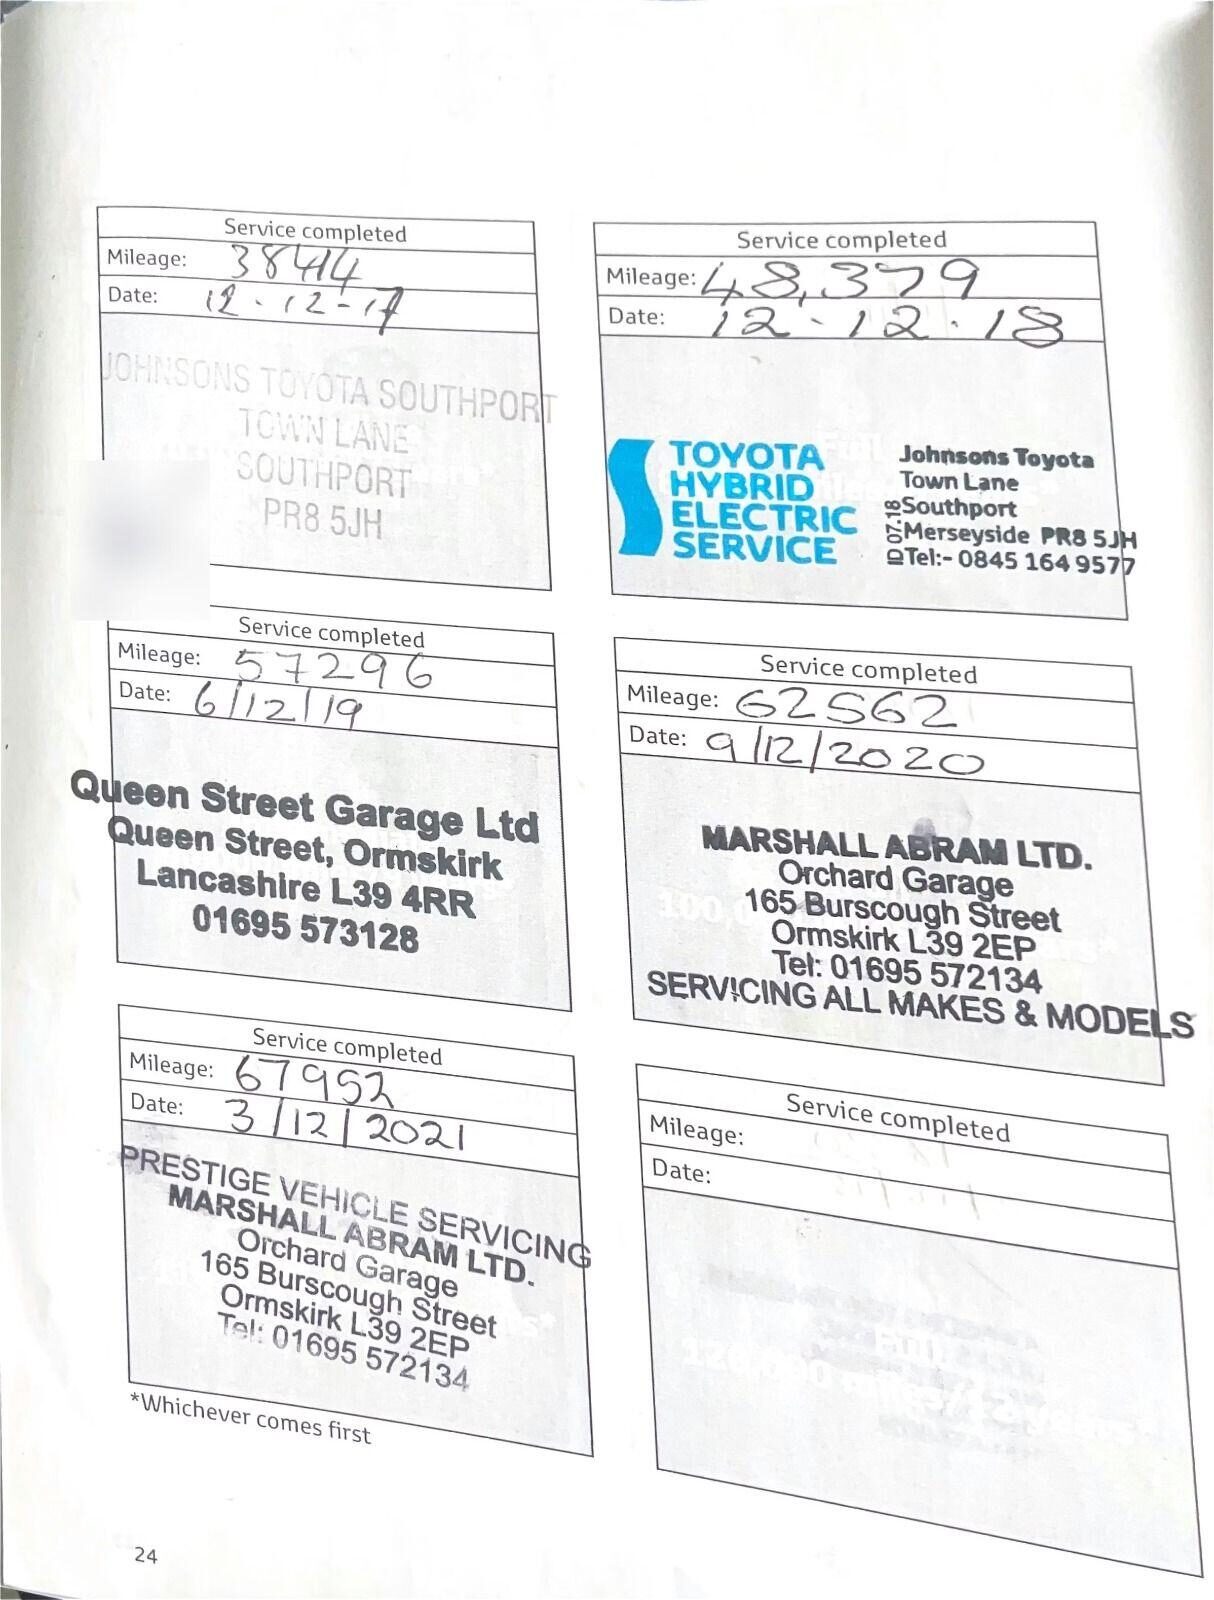 Service completed
Mileage: 38414
Date: 12-12-17
JOHNSONS TOYOTA SOUTHPORT
TOWN LANE
SOUTHPORT
PR8 5JH
Service completed
Mileage: 48,379
Date: 12.12.18
TOYOTA
HYBRID
ELECTRIC
SERVICE
Johnsons Toyota
Town Lane
Southport
Merseyside PR8 5JH
Tel:- 0845 164 9577
Service completed
Mileage: 57296
Date: 6/12/19
Queen Street Garage Ltd
Queen Street, Ormskirk
Lancashire L39 4RR
01695 573128
Service completed
Mileage: 62562
Date: 9/12/2020
MARSHALL ABRAM LTD.
Orchard Garage
165 Burscough Street
Ormskirk L39 2EP
Tel: 01695 572134
SERVICING ALL MAKES & MODELS
Service completed
Mileage: 67952
Date: 3/12/2021
PRESTIGE VEHICLE SERVICING
MARSHALL ABRAM LTD.
Orchard Garage
165 Burscough Street
Ormskirk L39 2EP
Tel: 01695 572134
Service completed
Mileage:
Date:
*Whichever comes first
24